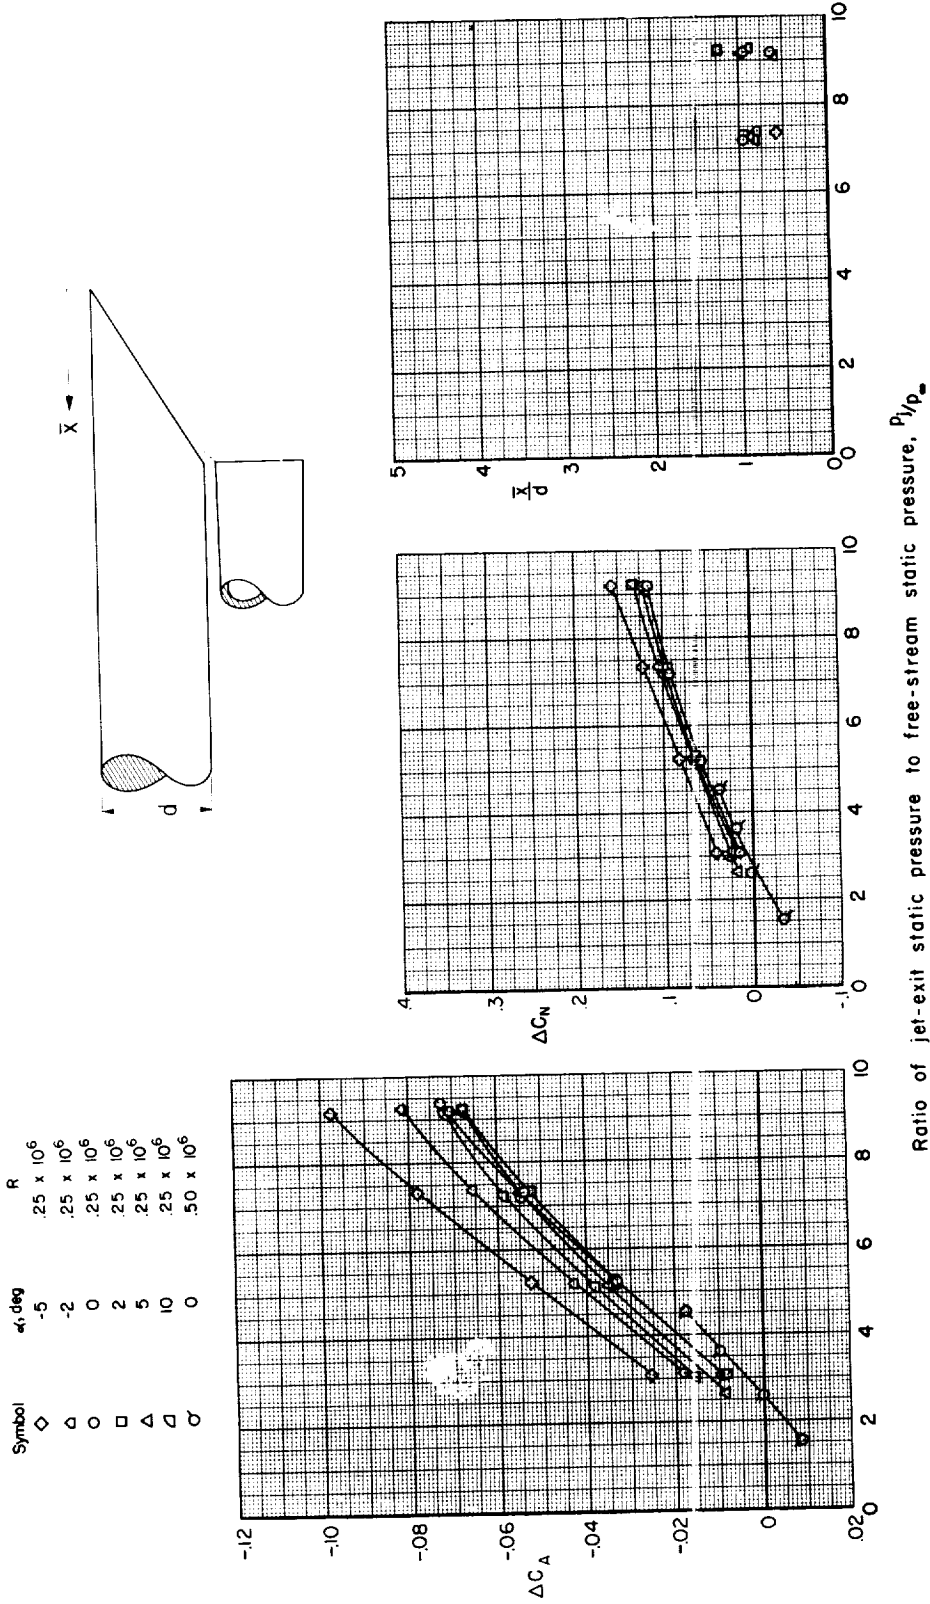 Symbol α, deg R
-5 .25 x 10⁶
-2 .25 x 10⁶
0 .25 x 10⁶
2 .25 x 10⁶
5 .25 x 10⁶
10 .25 x 10⁶
0 .50 x 10⁶
x̄
d
-.12
-.10
-.08
-.06
-.04
-.02
0
.02
ΔC_A
0 2 4 6 8 10
.4
.3
.2
.1
0
-.1
ΔC_N
0 2 4 6 8 10
5
4
3
2
1
0
x̄/d
0 2 4 6 8 10
Ratio of jet-exit static pressure to free-stream static pressure, p_j/p_∞